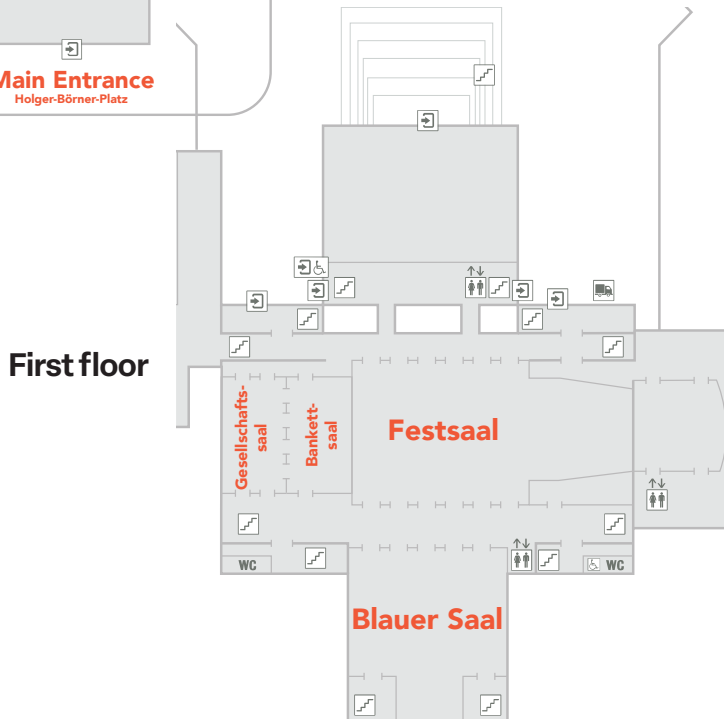 Main Entrance
Holger-Börner-Platz
First floor
Gesellschafts-
saal
Bankett-
saal
Festsaal
WC
WC
Blauer Saal